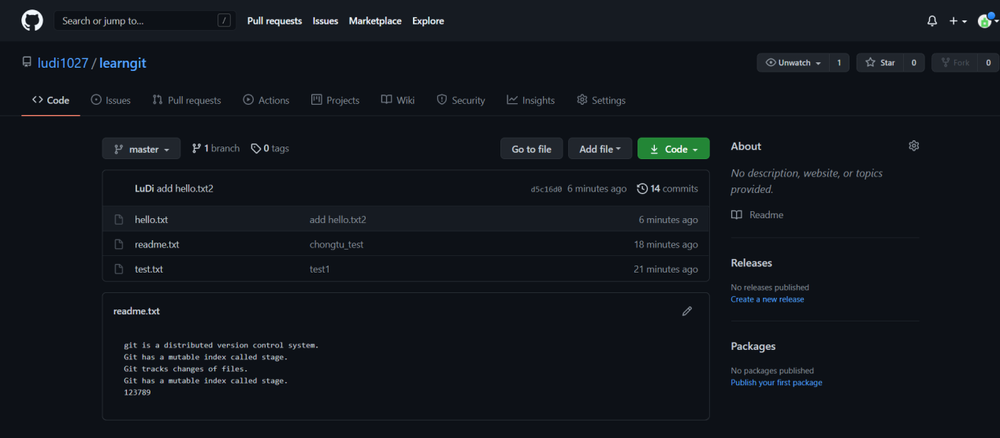 Search or jump to... /
Pull requests Issues Marketplace Explore
ludi1027 / learngit
Unwatch 1 Star 0 Fork 0
Code Issues Pull requests Actions Projects Wiki Security Insights Settings
master 1 branch 0 tags Go to file Add file Code
LuDi add hello.txt2 d5c16d0 6 minutes ago 14 commits
hello.txt add hello.txt2 6 minutes ago
readme.txt chongtu_test 18 minutes ago
test.txt test1 21 minutes ago
readme.txt
git is a distributed version control system.
Git has a mutable index called stage.
Git tracks changes of files.
Git has a mutable index called stage.
123789
About
No description, website, or topics
provided.
Readme
Releases
No releases published
Create a new release
Packages
No packages published
Publish your first package